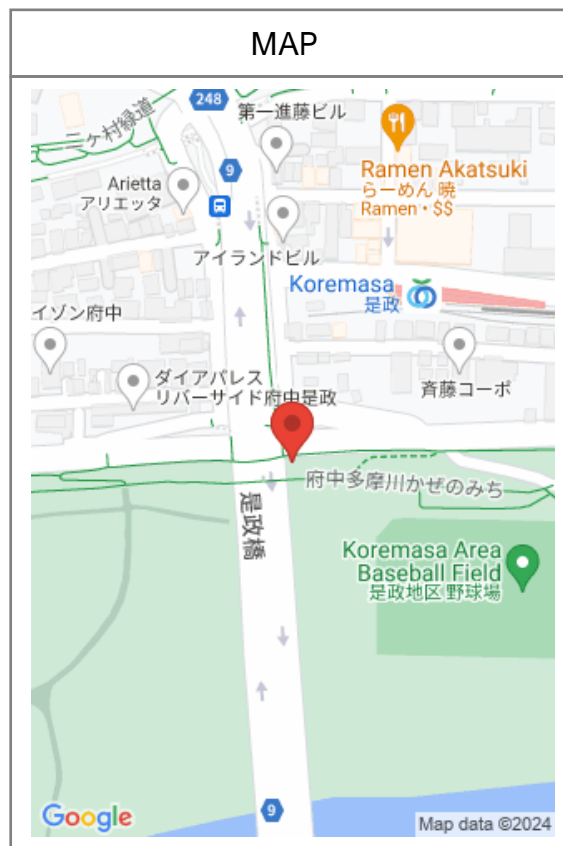 MAP
248
第一進藤ビル
三ケ村緑道
9
Ramen Akatsuki
らーめん 暁
Ramen・$$
Arietta
アリエッタ
アイランドビル
Koremasa
是政
イゾン府中
ダイアパレス
リバーサイド府中是政
斉藤コーポ
府中多摩川かぜのみち
是政橋
Koremasa Area
Baseball Field
是政地区 野球場
9
Google
Map data ©2024